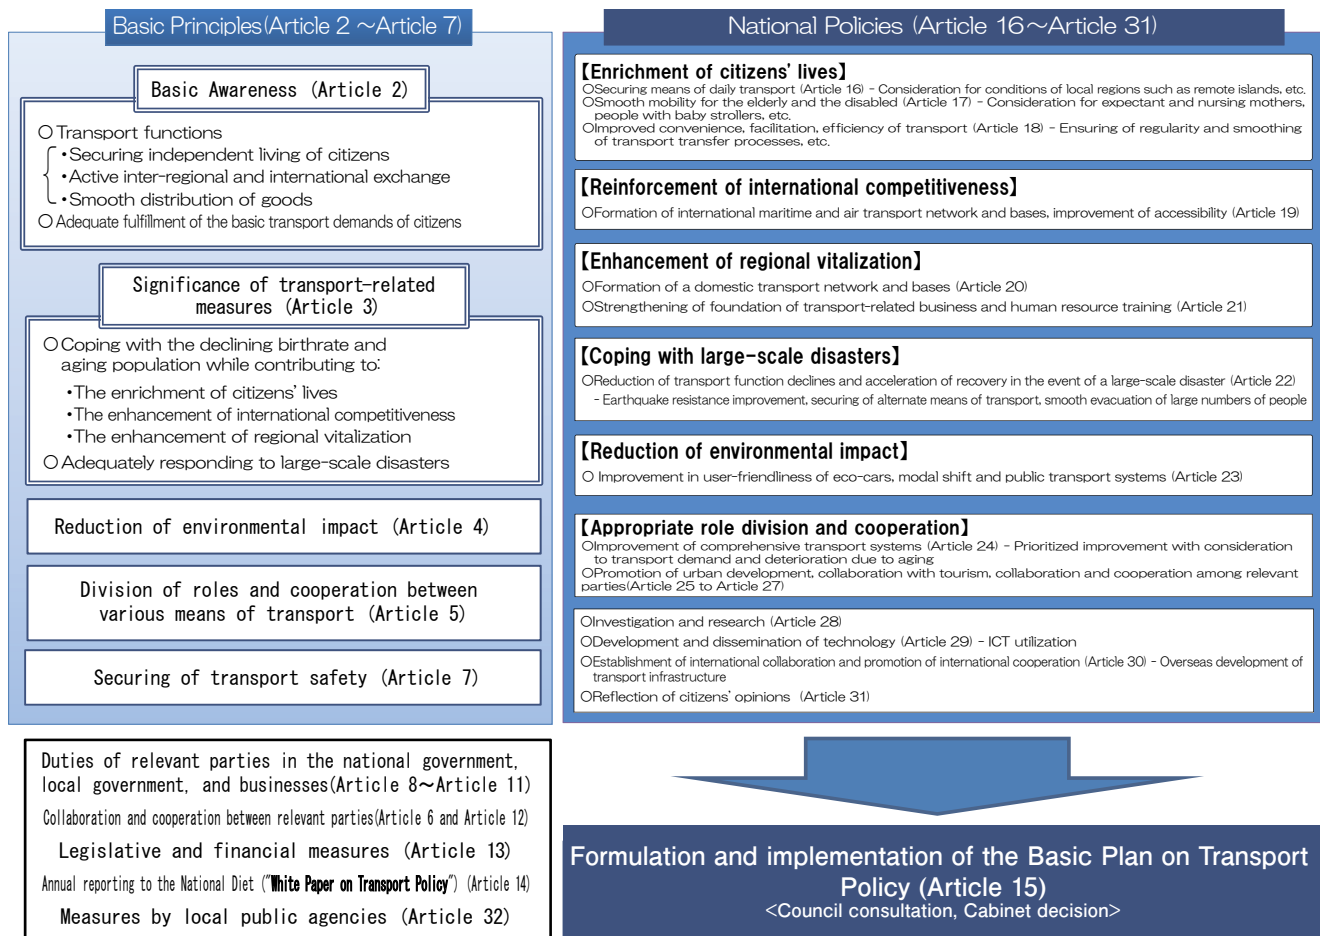 Basic Principles(Article 2 ～Article 7)
Basic Awareness (Article 2)
○ Transport functions
・Securing independent living of citizens
・Active inter-regional and international exchange
・Smooth distribution of goods
○ Adequate fulfillment of the basic transport demands of citizens
Significance of transport-related
measures (Article 3)
○ Coping with the declining birthrate and
aging population while contributing to:
・The enrichment of citizens' lives
・The enhancement of international competitiveness
・The enhancement of regional vitalization
○ Adequately responding to large-scale disasters
Reduction of environmental impact (Article 4)
Division of roles and cooperation between
various means of transport (Article 5)
Securing of transport safety (Article 7)
Duties of relevant parties in the national government,
local government, and businesses(Article 8～Article 11)
Collaboration and cooperation between relevant parties(Article 6 and Article 12)
Legislative and financial measures (Article 13)
Annual reporting to the National Diet ("White Paper on Transport Policy") (Article 14)
Measures by local public agencies (Article 32)
National Policies (Article 16～Article 31)
【Enrichment of citizens' lives】
○Securing means of daily transport (Article 16) - Consideration for conditions of local regions such as remote islands, etc.
○Smooth mobility for the elderly and the disabled (Article 17) - Consideration for expectant and nursing mothers,
people with baby strollers, etc.
○Improved convenience, facilitation, efficiency of transport (Article 18) - Ensuring of regularity and smoothing
of transport transfer processes, etc.
【Reinforcement of international competitiveness】
○Formation of international maritime and air transport network and bases, improvement of accessibility (Article 19)
【Enhancement of regional vitalization】
○Formation of a domestic transport network and bases (Article 20)
○Strengthening of foundation of transport-related business and human resource training (Article 21)
【Coping with large-scale disasters】
○Reduction of transport function declines and acceleration of recovery in the event of a large-scale disaster (Article 22)
- Earthquake resistance improvement, securing of alternate means of transport, smooth evacuation of large numbers of people
【Reduction of environmental impact】
○ Improvement in user-friendliness of eco-cars, modal shift and public transport systems (Article 23)
【Appropriate role division and cooperation】
○Improvement of comprehensive transport systems (Article 24) - Prioritized improvement with consideration
to transport demand and deterioration due to aging
○Promotion of urban development, collaboration with tourism, collaboration and cooperation among relevant
parties(Article 25 to Article 27)
○Investigation and research (Article 28)
○Development and dissemination of technology (Article 29) - ICT utilization
○Establishment of international collaboration and promotion of international cooperation (Article 30) - Overseas development of
transport infrastructure
○Reflection of citizens' opinions (Article 31)
Formulation and implementation of the Basic Plan on Transport
Policy (Article 15)
<Council consultation, Cabinet decision>